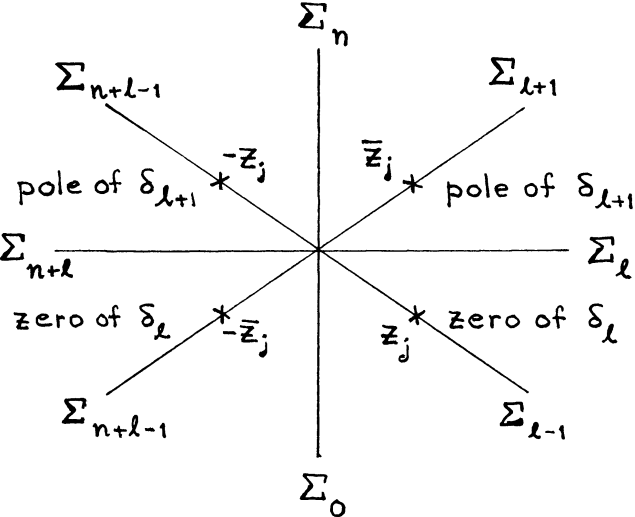 Σn
Σn+l-1 Σl+1
-zj z̄j
pole of δl+1 pole of δl+1
Σn+l Σl
zero of δl -z̄j zj zero of δl
Σn+l-1 Σl-1
Σ0